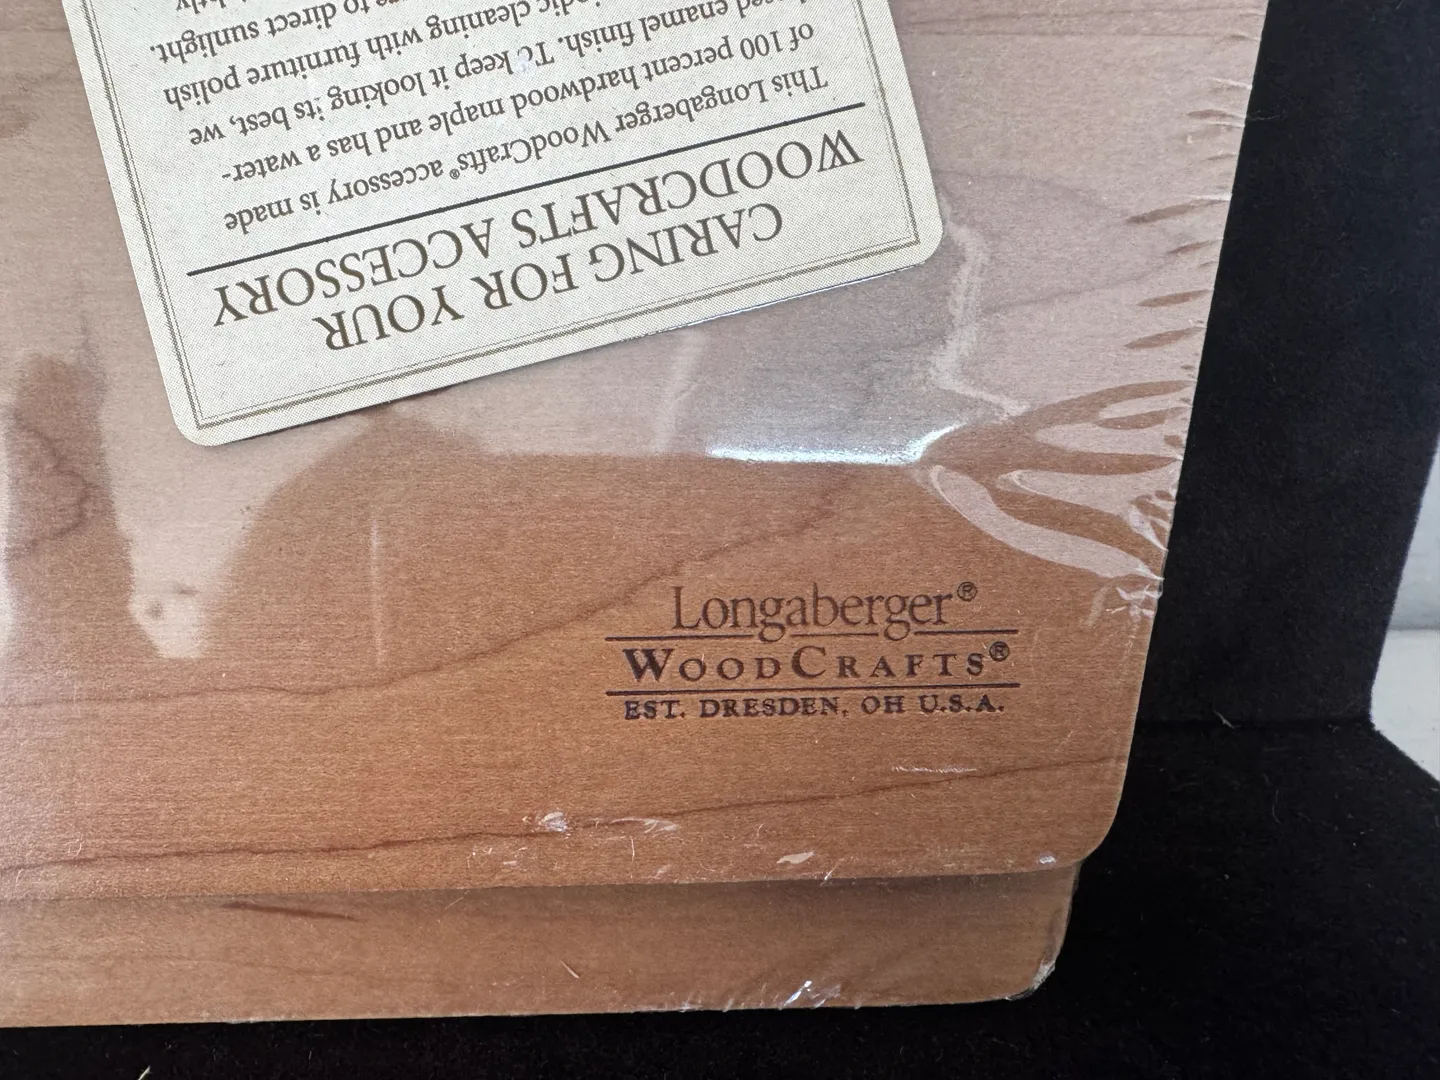 CARING FOR YOUR
WOODCRAFTS ACCESSORY
This Longaberger WoodCrafts® accessory is made
of 100 percent hardwood maple and has a water-
enamel finish. To keep it looking its best, we
cleaning with furniture polish
to direct sunlight.
Longaberger®
WOODCRAFTS®
EST. DRESDEN, OH U.S.A.